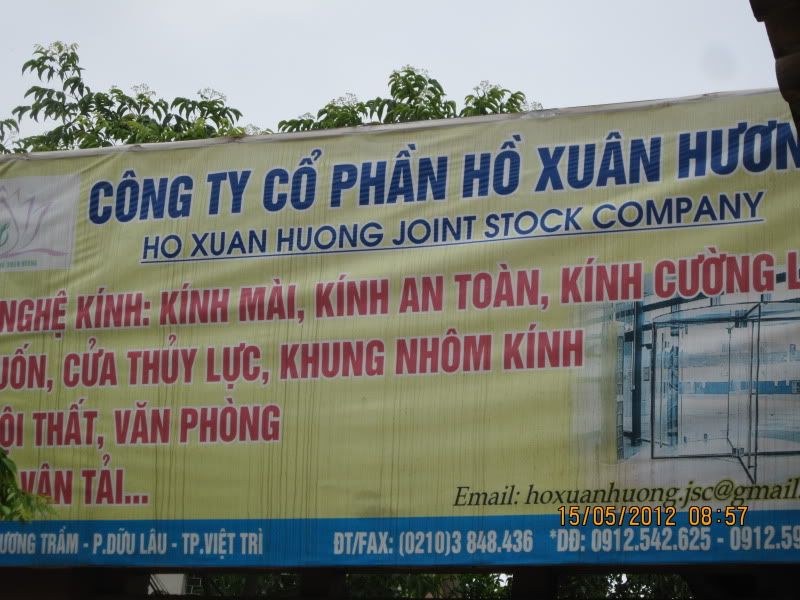 CÔNG TY CỔ PHẦN HỒ XUÂN HƯƠN
HO XUAN HUONG JOINT STOCK COMPANY
NGHỆ KÍNH: KÍNH MÀI, KÍNH AN TOÀN, KÍNH CƯỜNG L
UỐN, CỬA THỦY LỰC, KHUNG NHÔM KÍNH
ỘI THẤT, VĂN PHÒNG
VẬN TẢI...
Email: hoxuanhuong.jsc@gmail.
15/05/2012 08:57
ƯƠNG TRẦM - P.DỮU LÂU - TP.VIỆT TRÌ ĐT/FAX: (0210)3 848.436 *DĐ: 0912.542.625 - 0912.59